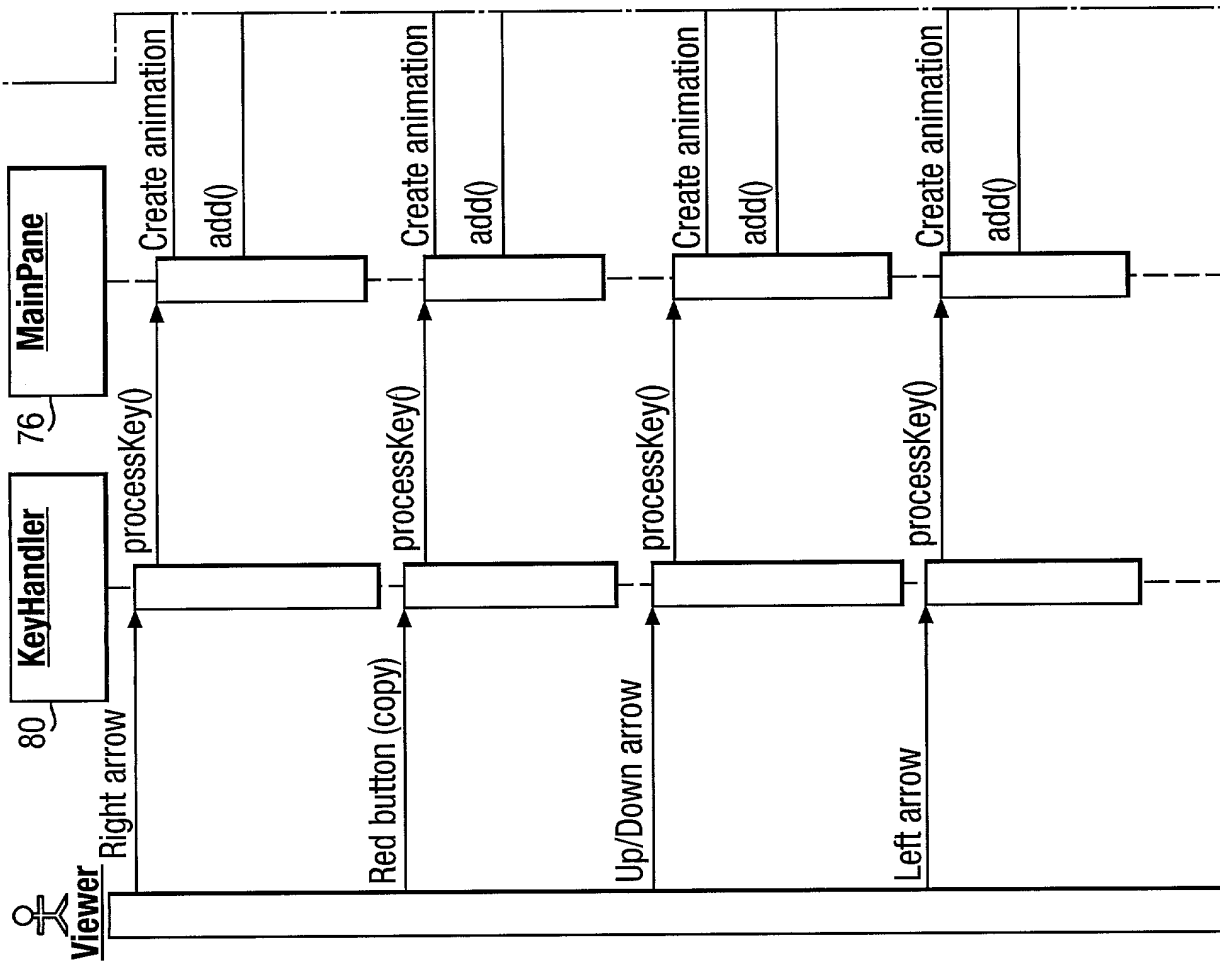 Viewer
80
KeyHandler
76
MainPane
Right arrow
processKey()
Create animation
add()
Red button (copy)
processKey()
Create animation
add()
Up/Down arrow
processKey()
Create animation
add()
Left arrow
processKey()
Create animation
add()